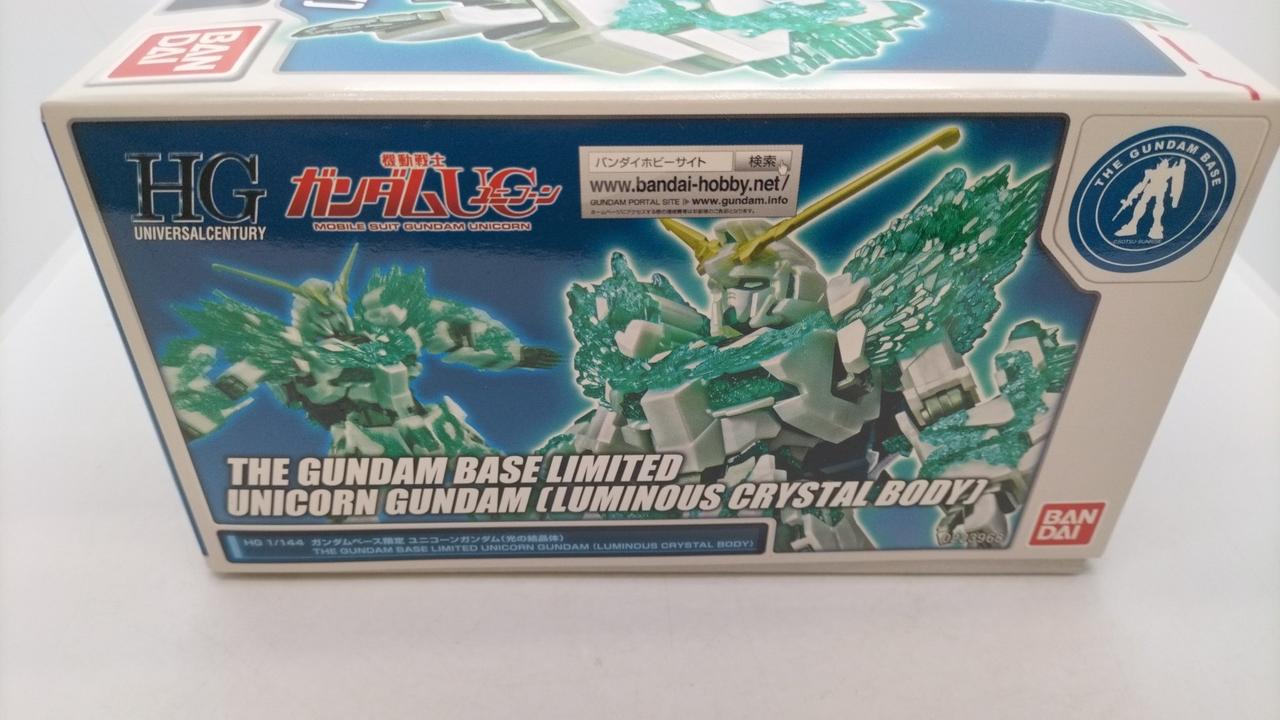 BAN
DAI
HG
UNIVERSAL CENTURY
機動戦士
ガンダムUC
ユニコーン
MOBILE SUIT GUNDAM UNICORN
バンダイホビーサイト 検索
www.bandai-hobby.net/
GUNDAM PORTAL SITE www.gundam.info
THE GUNDAM BASE
©SOTSU·SUNRISE
THE GUNDAM BASE LIMITED
UNICORN GUNDAM (LUMINOUS CRYSTAL BODY)
HG 1/144 ガンダムベース限定 ユニコーンガンダム(光の結晶体)
THE GUNDAM BASE LIMITED UNICORN GUNDAM (LUMINOUS CRYSTAL BODY)
BAN
DAI